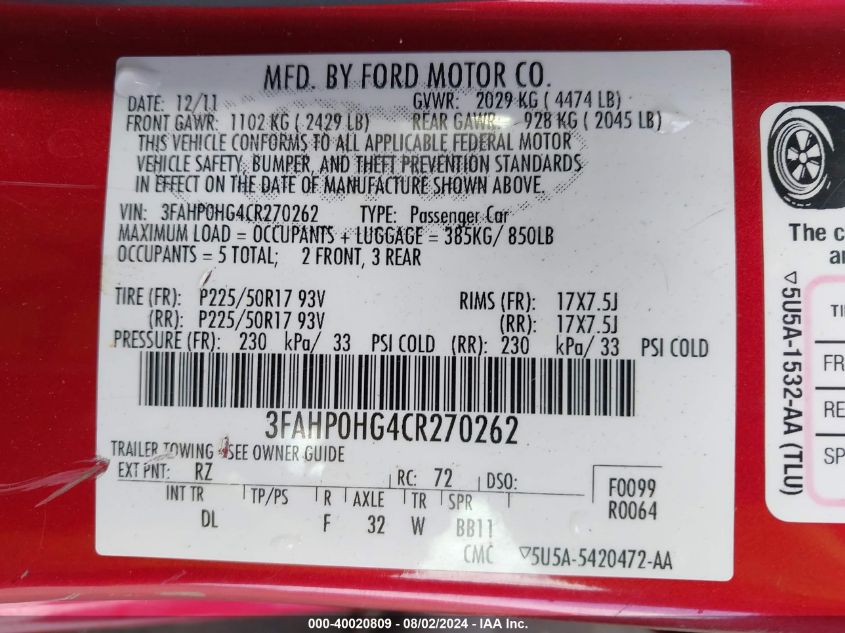 MFD. BY FORD MOTOR CO.
DATE: 12/11 GVWR: 2029 KG ( 4474 LB)
FRONT GAWR: 1102 KG ( 2429 LB) REAR GAWR: 928 KG ( 2045 LB)
THIS VEHICLE CONFORMS TO ALL APPLICABLE FEDERAL MOTOR
VEHICLE SAFETY, BUMPER, AND THEFT PREVENTION STANDARDS
IN EFFECT ON THE DATE OF MANUFACTURE SHOWN ABOVE.
VIN: 3FAHP0HG4CR270262 TYPE: Passenger Car
MAXIMUM LOAD = OCCUPANTS + LUGGAGE = 385KG/ 850LB
OCCUPANTS = 5 TOTAL; 2 FRONT, 3 REAR
TIRE (FR): P225/50R17 93V RIMS (FR): 17X7.5J
(RR): P225/50R17 93V (RR): 17X7.5J
PRESSURE (FR): 230 kPa/ 33 PSI COLD (RR): 230 kPa/ 33 PSI COLD
3FAHP0HG4CR270262
TRAILER TOWING - SEE OWNER GUIDE
EXT PNT: RZ RC: 72 DSO:
INT TR TP/PS R AXLE TR SPR
DL F 32 W BB11
F0099
R0064
CMC ▽5U5A-5420472-AA
▽5U5A-1532-AA (TLU)
The c
a
TI
FR
RE
SP
000-40020809 - 08/02/2024 - IAA Inc.